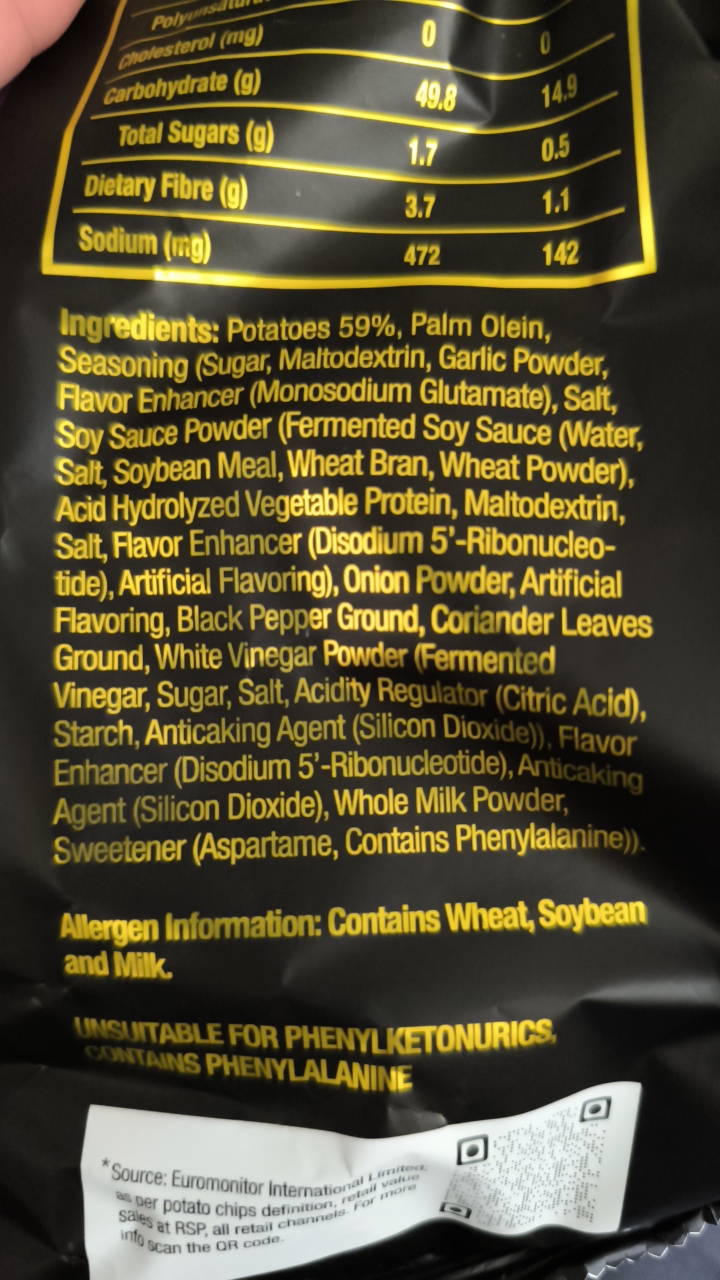 Polyunsatura
Cholesterol (mg) 0 0
Carbohydrate (g) 49.8 14.9
Total Sugars (g) 1.7 0.5
Dietary Fibre (g) 3.7 1.1
Sodium (mg) 472 142
Ingredients: Potatoes 59%, Palm Olein,
Seasoning (Sugar, Maltodextrin, Garlic Powder,
Flavor Enhancer (Monosodium Glutamate), Salt,
Soy Sauce Powder (Fermented Soy Sauce (Water,
Salt, Soybean Meal, Wheat Bran, Wheat Powder),
Acid Hydrolyzed Vegetable Protein, Maltodextrin,
Salt, Flavor Enhancer (Disodium 5'-Ribonucleo-
tide), Artificial Flavoring), Onion Powder, Artificial
Flavoring, Black Pepper Ground, Coriander Leaves
Ground, White Vinegar Powder (Fermented
Vinegar, Sugar, Salt, Acidity Regulator (Citric Acid),
Starch, Anticaking Agent (Silicon Dioxide)), Flavor
Enhancer (Disodium 5'-Ribonucleotide), Anticaking
Agent (Silicon Dioxide), Whole Milk Powder,
Sweetener (Aspartame, Contains Phenylalanine)).
Allergen Information: Contains Wheat, Soybean
and Milk.
UNSUITABLE FOR PHENYLKETONURICS.
CONTAINS PHENYLALANINE
*Source: Euromonitor International Limited;
as per potato chips definition, retail value
sales at RSP, all retail channels. For more
info scan the QR code.